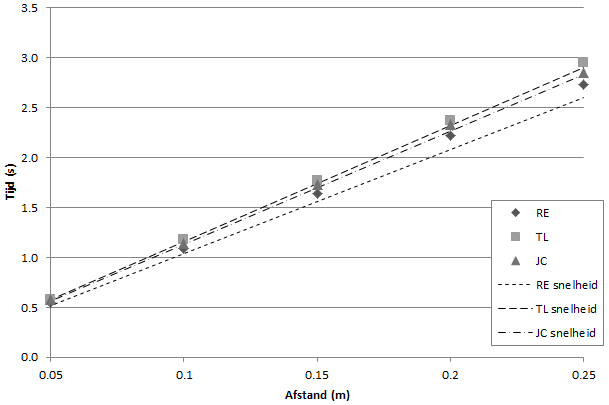 3.5
3.0
2.5
2.0
1.5
1.0
0.5
0.0
Tijd (s)
0.05 0.1 0.15 0.2 0.25
Afstand (m)
RE
TL
JC
RE snelheid
TL snelheid
JC snelheid